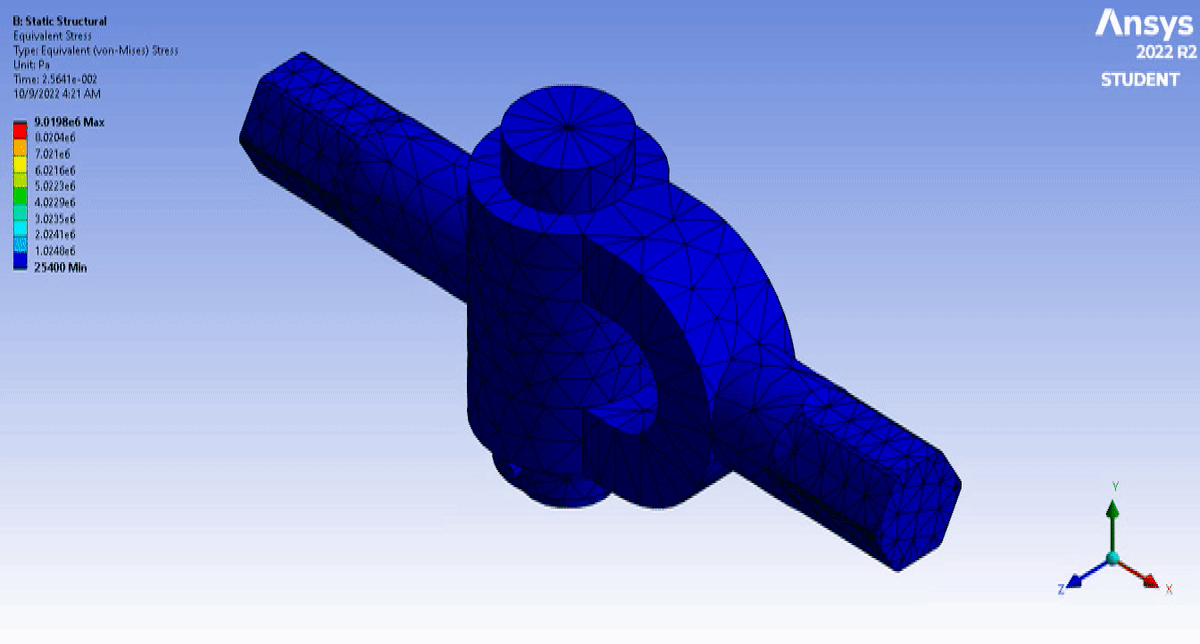 B: Static Structural
Equivalent Stress
Type: Equivalent (von-Mises) Stress
Unit: Pa
Time: 2.5641e-002
10/9/2022 4:21 AM
9.0198e6 Max
8.0204e6
7.021e6
6.0216e6
5.0223e6
4.0229e6
3.0235e6
2.0241e6
1.0248e6
25400 Min
Ansys
2022 R2
STUDENT
Y
Z
X